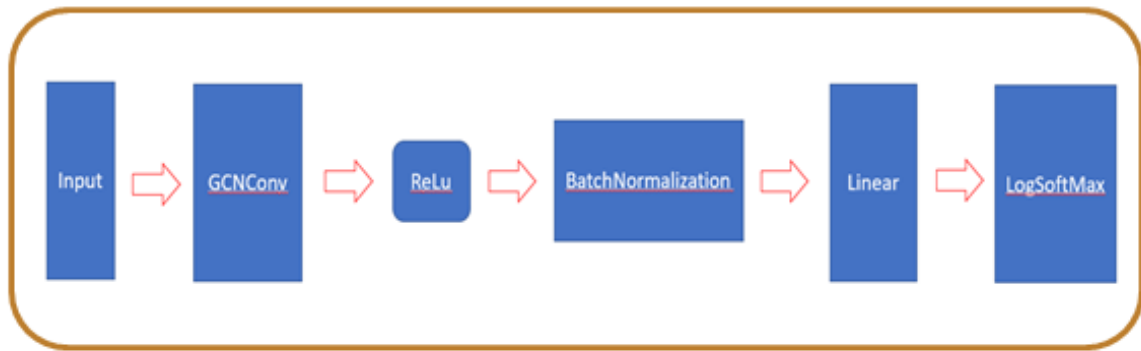 Input
GCNConv
ReLu
BatchNormalization
Linear
LogSoftMax